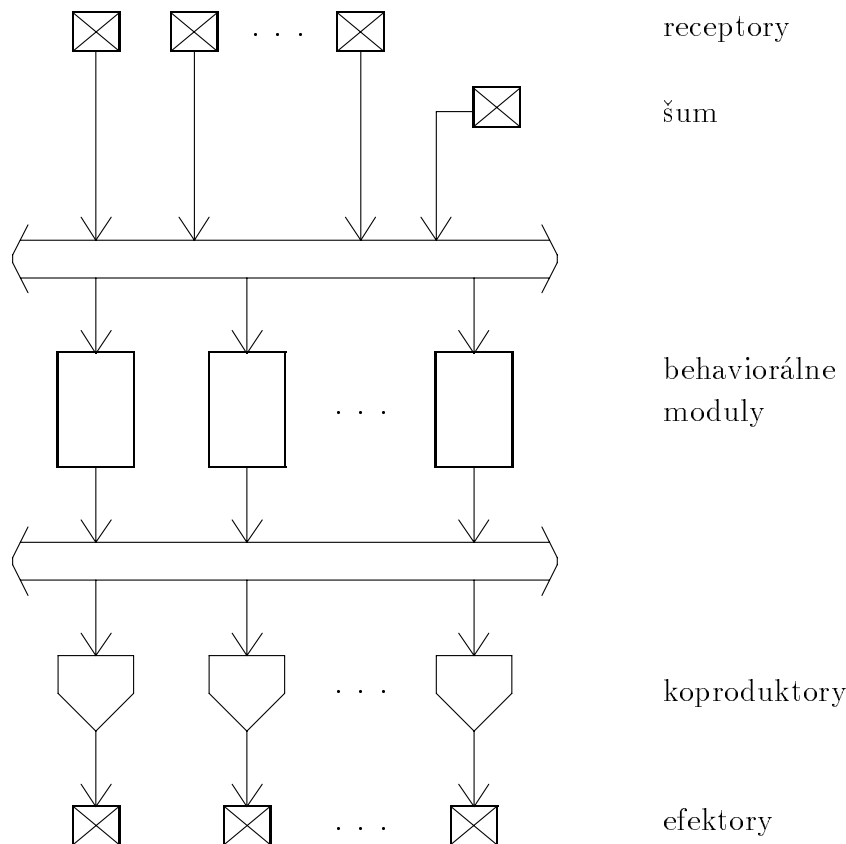 receptory
šum
behaviorálne
moduly
koproduktory
efektory